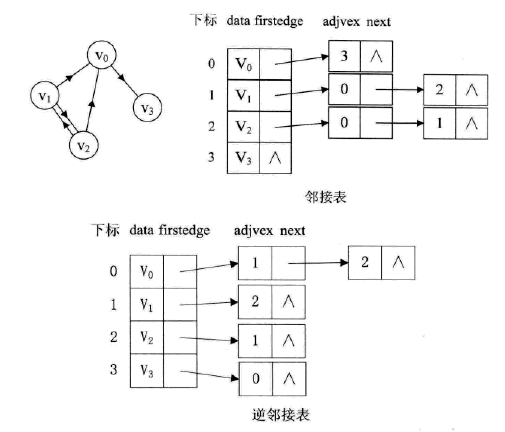 下标 data firstedge adjvex next
V₀
V₁
V₂
V₃
0 V₀ 3 ∧
1 V₁ 0 2 ∧
2 V₂ 0 1 ∧
3 V₃ ∧
邻接表
下标 data firstedge adjvex next
0 V₀ 1 2 ∧
1 V₁ 2 ∧
2 V₂ 1 ∧
3 V₃ 0 ∧
逆邻接表